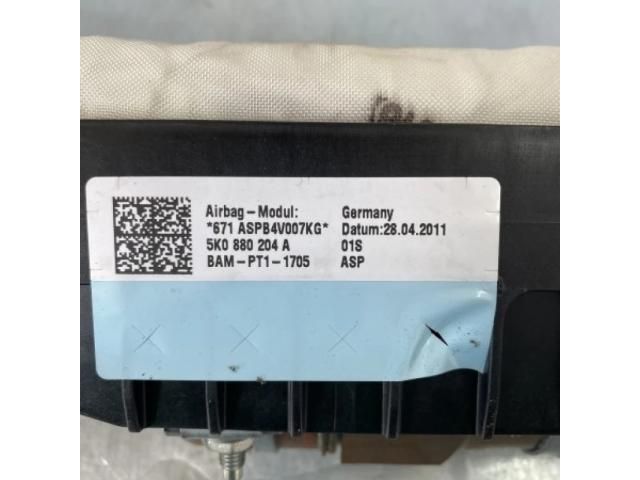 Airbag-Modul: Germany
*671 ASPB4V007KG* Datum:28.04.2011
5K0 880 204 A 01S
BAM-PT1-1705 ASP